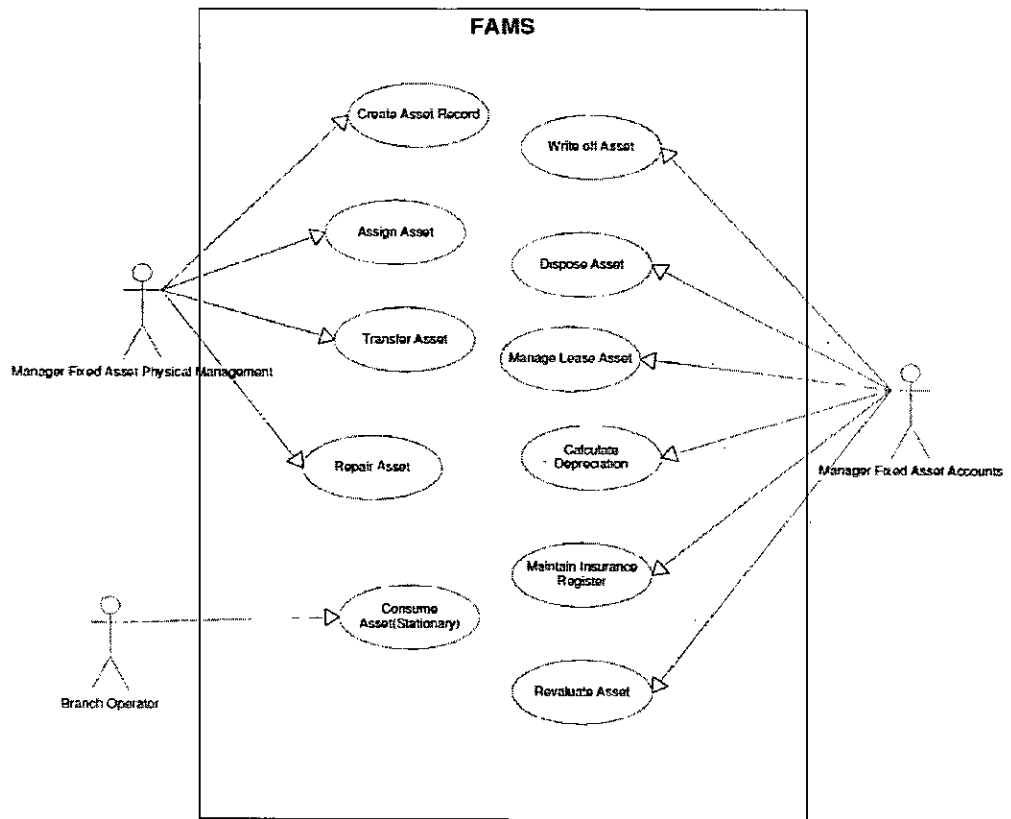 FAMS
Create Asset Record
Write off Asset
Assign Asset
Dispose Asset
Transfer Asset
Manage Lease Asset
Manager Fixed Asset Physical Management
Repair Asset
Calculate
Depreciation
Manager Fixed Asset Accounts
Maintain Insurance
Register
Consume
Asset(Stationary)
Branch Operator
Revaluate Asset